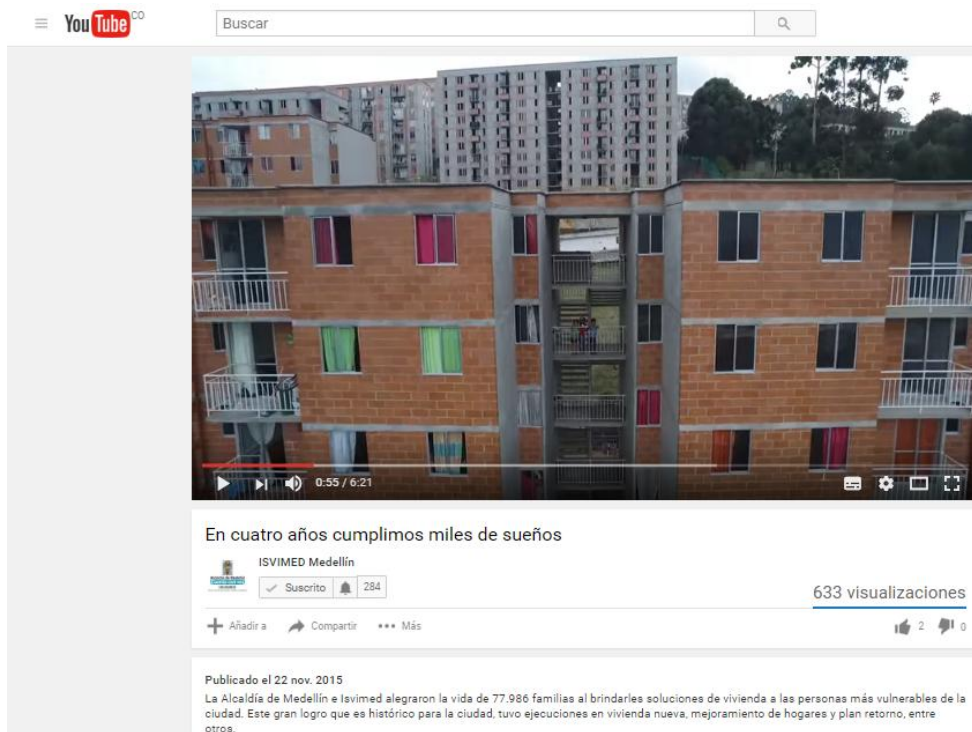 YouTube CO
Buscar
0:55 / 6:21
En cuatro años cumplimos miles de sueños
ISVIMED Medellín
Suscrito 284
633 visualizaciones
Añadir a Compartir Más
2 0
Publicado el 22 nov. 2015
La Alcaldía de Medellín e Isvimed alegraron la vida de 77.986 familias al brindarles soluciones de vivienda a las personas más vulnerables de la
ciudad. Este gran logro que es histórico para la ciudad, tuvo ejecuciones en vivienda nueva, mejoramiento de hogares y plan retorno, entre
otros.